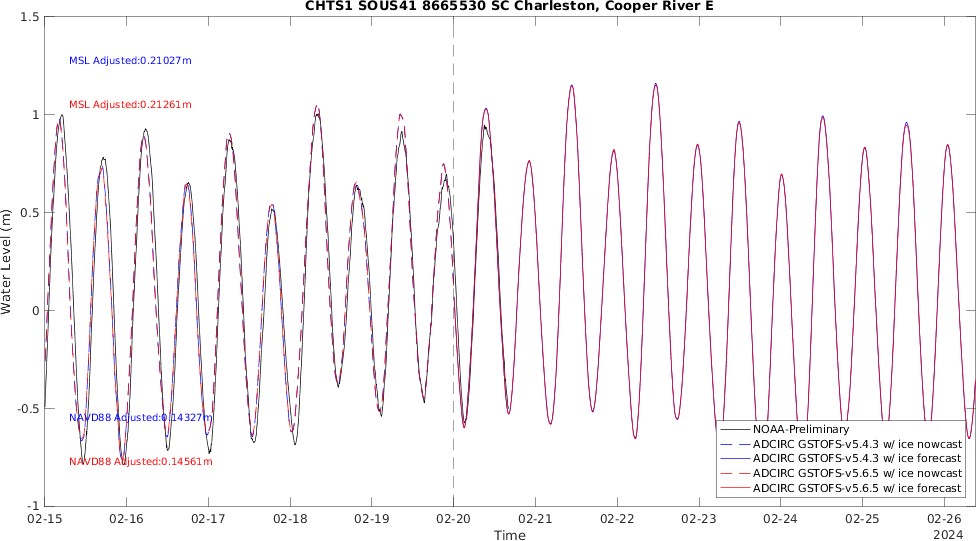 CHTS1 SOUS41 8665530 SC Charleston, Cooper River E
1.5
1
0.5
0
-0.5
-1
Water Level (m)
MSL Adjusted:0.21027m
MSL Adjusted:0.21261m
NAVD88 Adjusted:0.14327m
NAVD88 Adjusted:0.14561m
NOAA-Preliminary
ADCIRC GSTOFS-v5.4.3 w/ ice nowcast
ADCIRC GSTOFS-v5.4.3 w/ ice forecast
ADCIRC GSTOFS-v5.6.5 w/ ice nowcast
ADCIRC GSTOFS-v5.6.5 w/ ice forecast
02-15 02-16 02-17 02-18 02-19 02-20 02-21 02-22 02-23 02-24 02-25 02-26
Time
2024